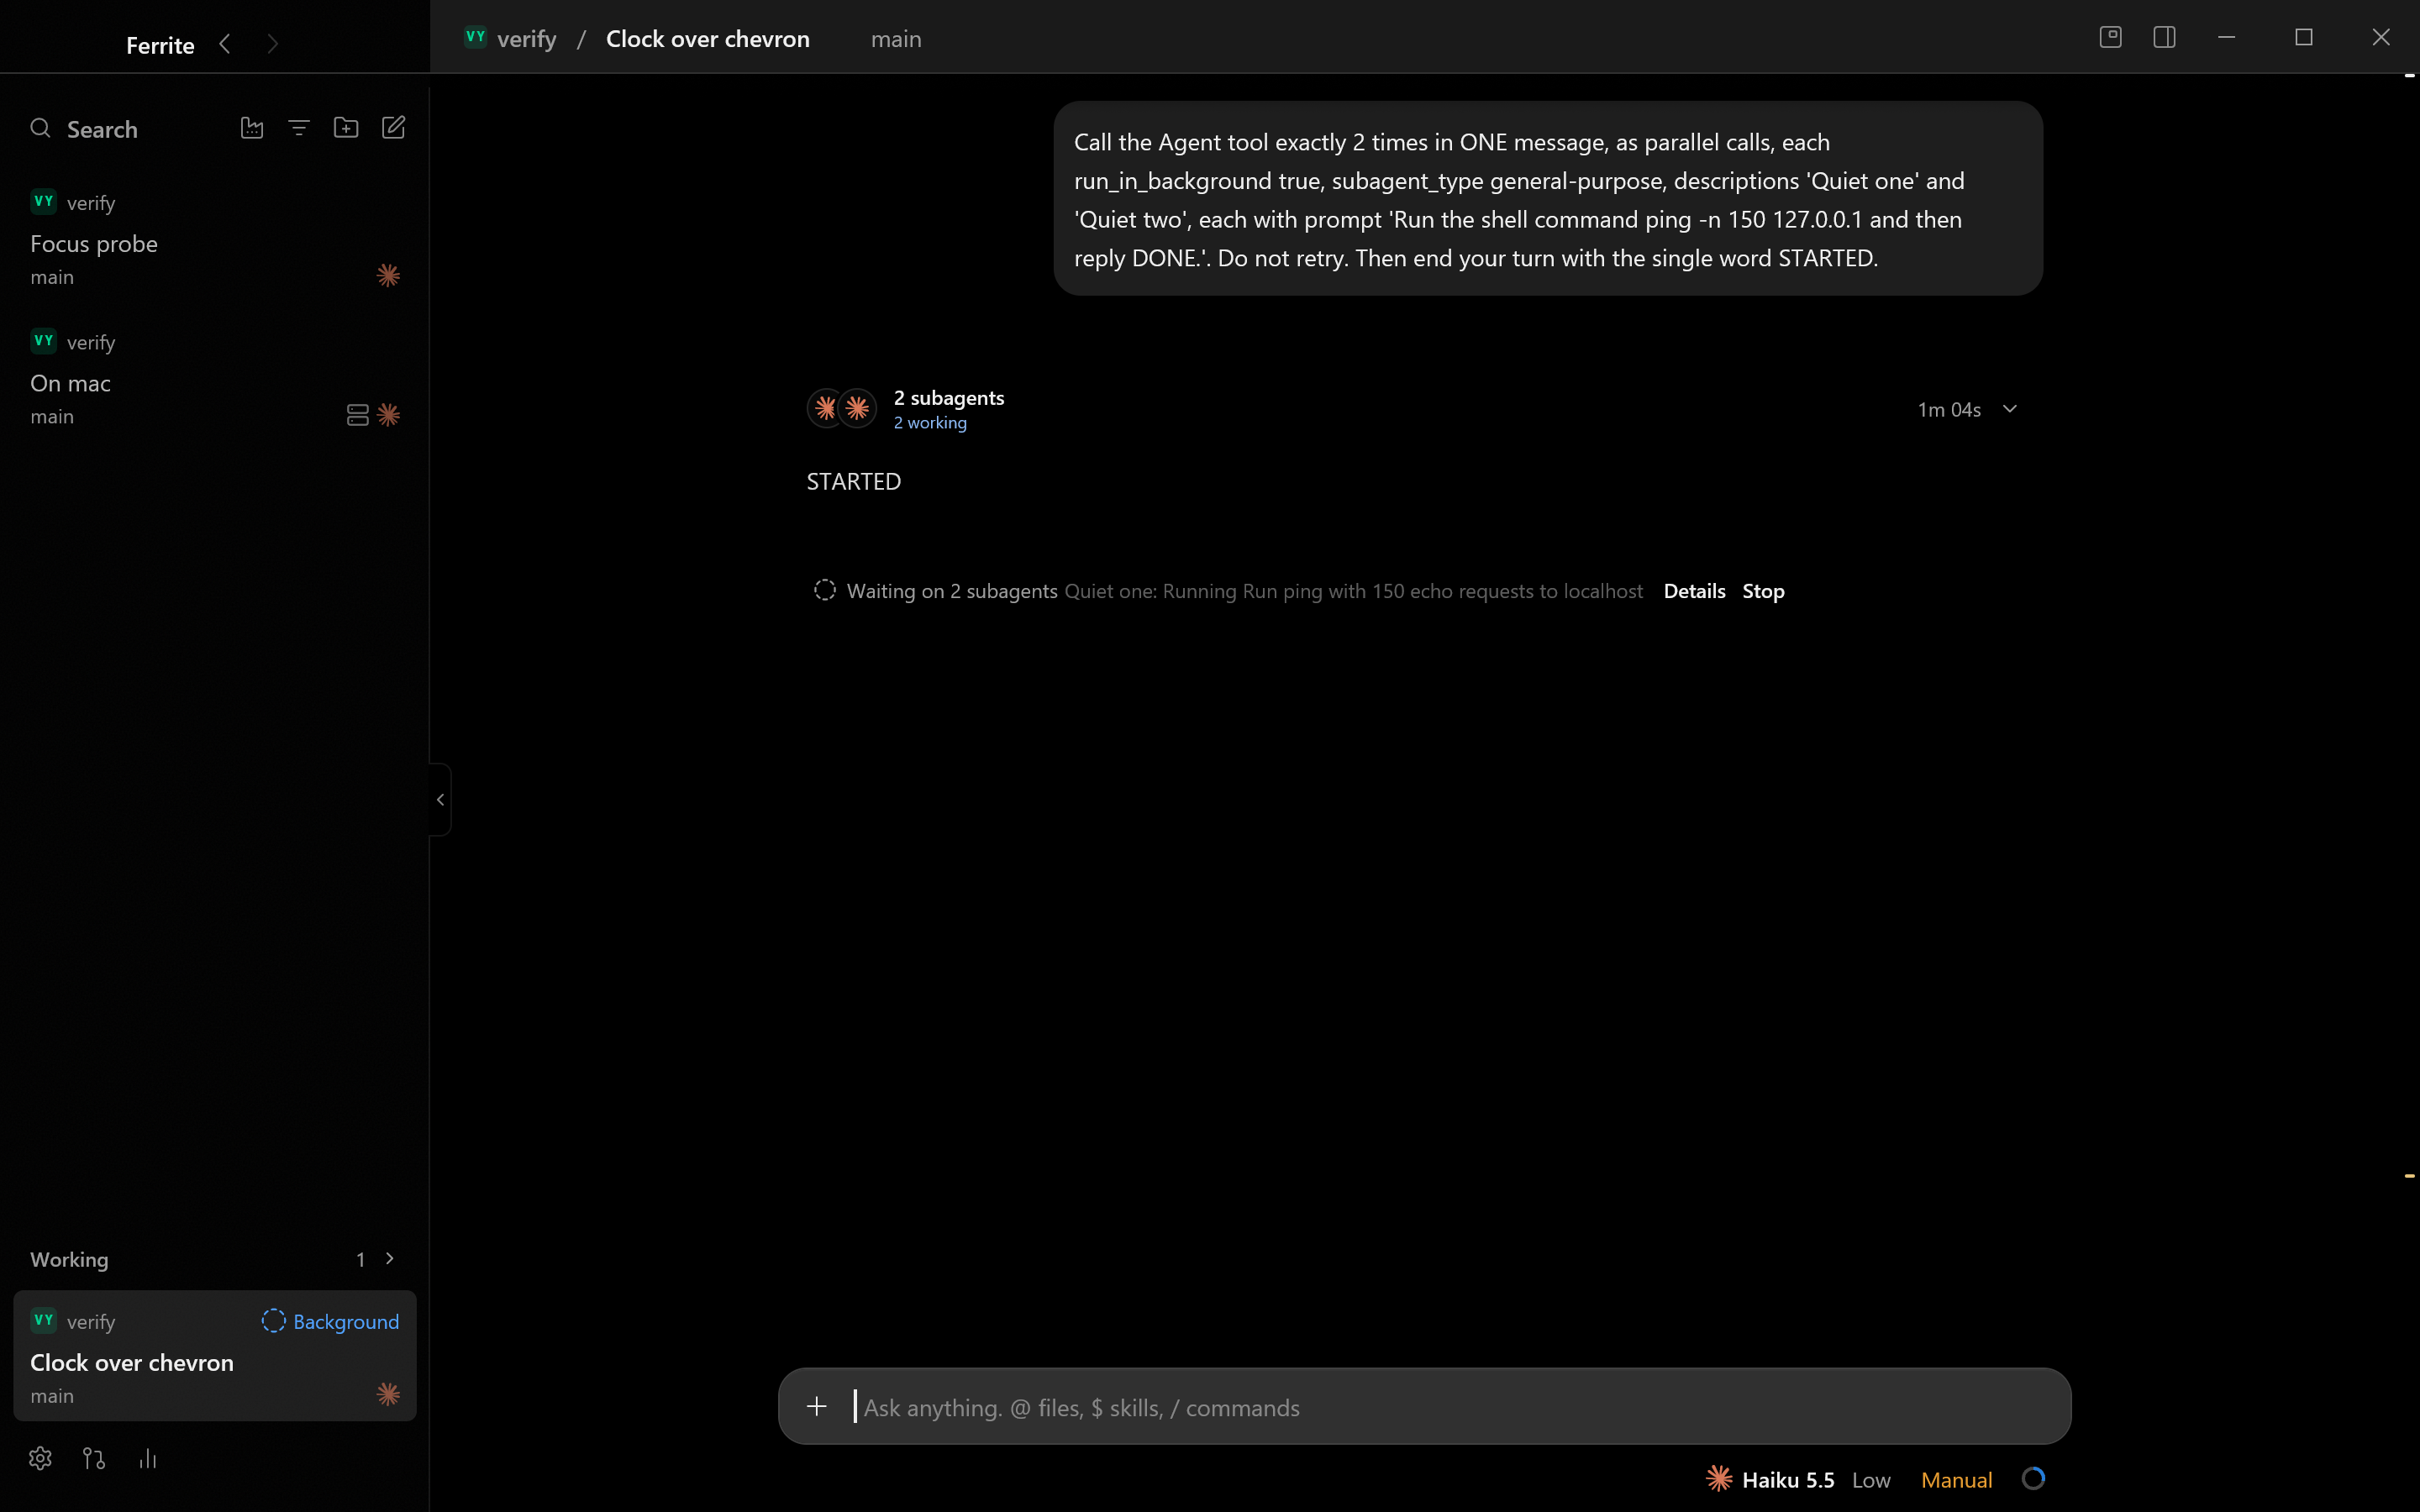 Ferrite
VY verify / Clock over chevron main
Search
VY verify
Focus probe
main
VY verify
On mac
main
Call the Agent tool exactly 2 times in ONE message, as parallel calls, each
run_in_background true, subagent_type general-purpose, descriptions 'Quiet one' and
'Quiet two', each with prompt 'Run the shell command ping -n 150 127.0.0.1 and then
reply DONE.'. Do not retry. Then end your turn with the single word STARTED.
2 subagents
2 working
1m 04s
STARTED
Waiting on 2 subagents Quiet one: Running Run ping with 150 echo requests to localhost Details Stop
Working 1
VY verify Background
Clock over chevron
main
Ask anything. @ files, $ skills, / commands
Haiku 5.5 Low Manual